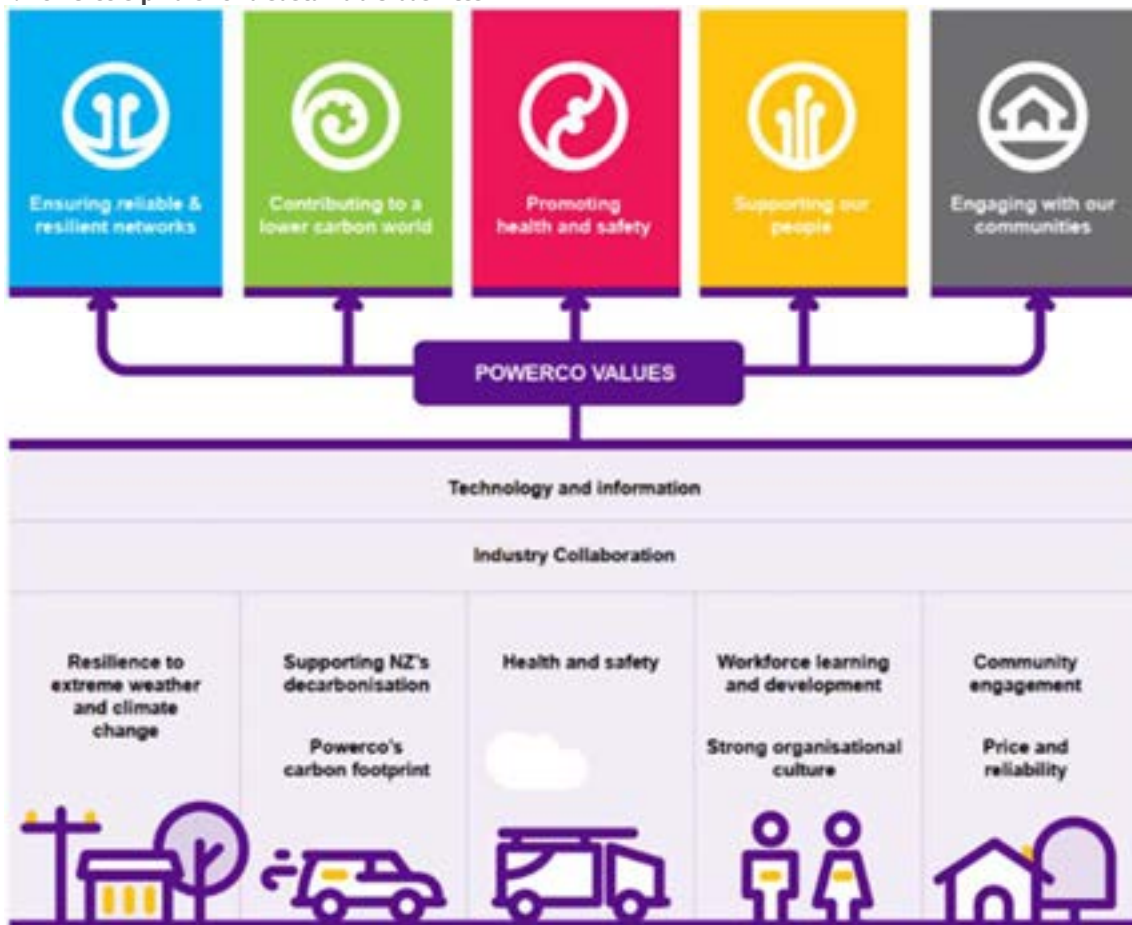 Ensuring reliable &
resilient networks
Contributing to a
lower carbon world
Promoting
health and safety
Supporting our
people
Engaging with our
communities
POWERCO VALUES
Technology and information
Industry Collaboration
Resilience to
extreme weather
and climate
change
Supporting NZ's
decarbonisation
Powerco's
carbon footprint
Health and safety
Workforce learning
and development
Strong organisational
culture
Community
engagement
Price and
reliability